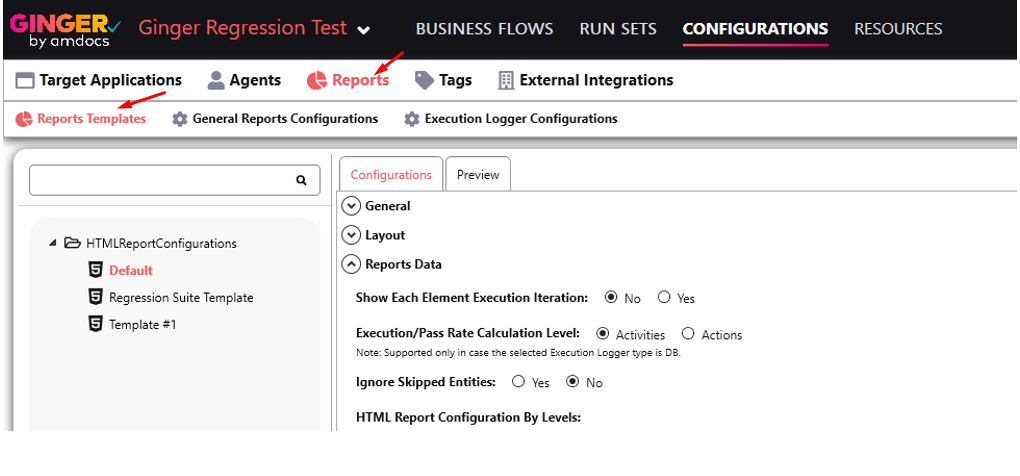 GINGER Ginger Regression Test BUSINESS FLOWS RUN SETS CONFIGURATIONS RESOURCES
by amdocs
Target Applications Agents Reports Tags External Integrations
Reports Templates General Reports Configurations Execution Logger Configurations
Configurations Preview
General
Layout
Reports Data
HTMLReportConfigurations
Default
Regression Suite Template
Template #1
Show Each Element Execution Iteration: No Yes
Execution/Pass Rate Calculation Level: Activities Actions
Note: Supported only in case the selected Execution Logger type is DB.
Ignore Skipped Entities: Yes No
HTML Report Configuration By Levels: